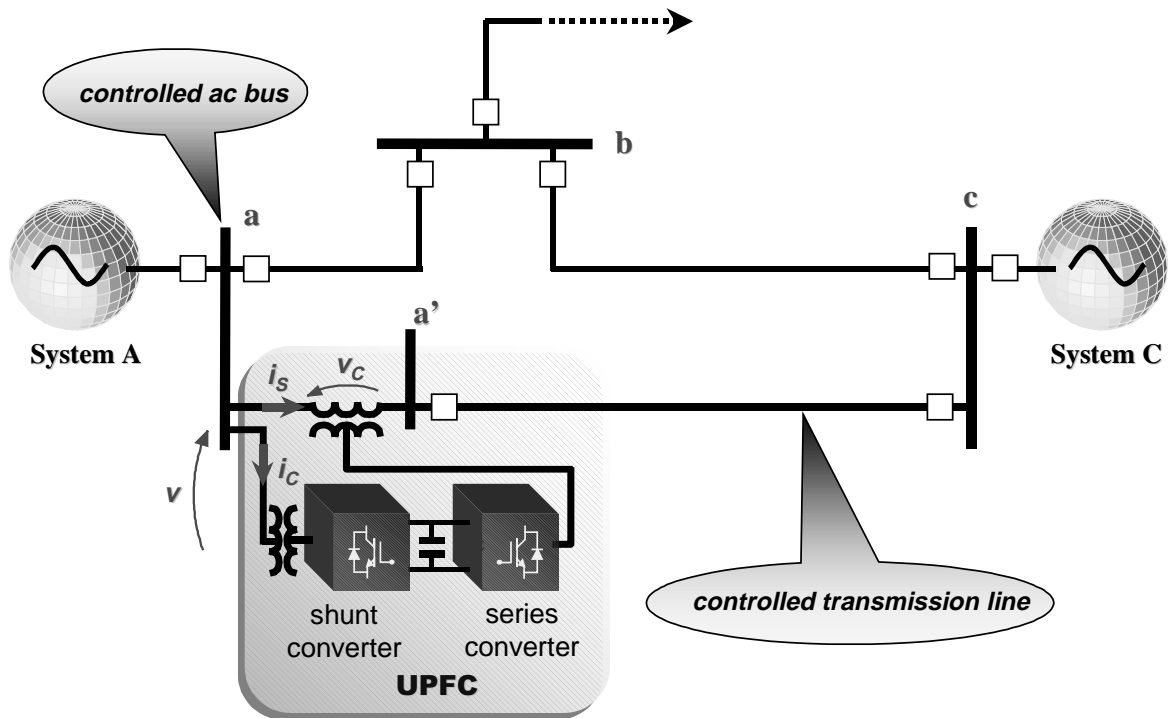 controlled ac bus
b
a
c
System A
a’
System C
i_S
v_C
i_C
v
shunt
converter
series
converter
UPFC
controlled transmission line